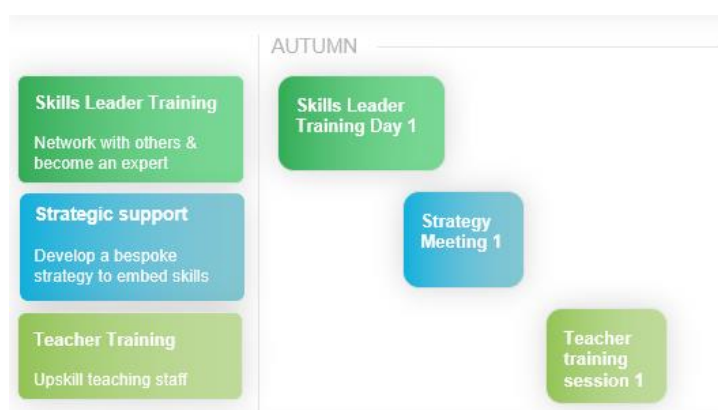 AUTUMN
Skills Leader Training
Network with others &
become an expert
Skills Leader
Training Day 1
Strategic support
Develop a bespoke
strategy to embed skills
Strategy
Meeting 1
Teacher Training
Upskill teaching staff
Teacher
training
session 1